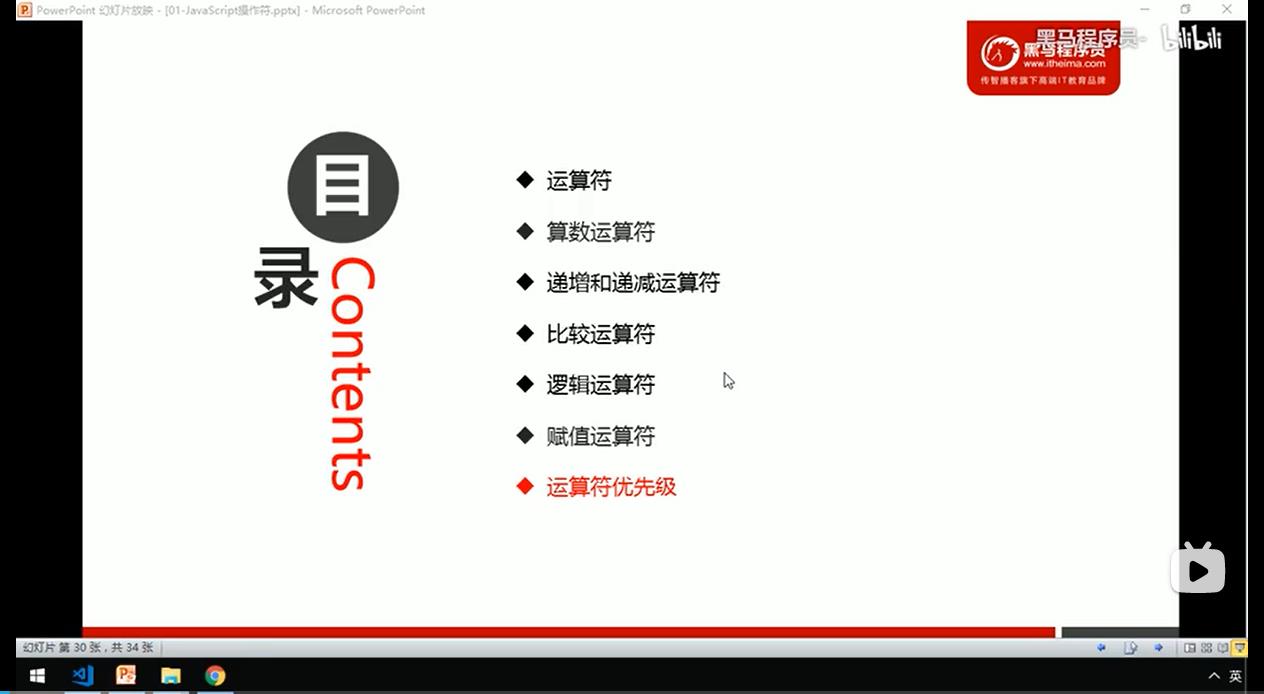 PowerPoint 幻灯片放映 - [01-JavaScript操作符.pptx] - Microsoft PowerPoint
黑马程序员- bilibili
黑马程序员
www.itheima.com
传智播客旗下高端IT教育品牌
目
录
Contents
运算符
算数运算符
递增和递减运算符
比较运算符
逻辑运算符
赋值运算符
运算符优先级
幻灯片 第 30 张，共 34 张
英